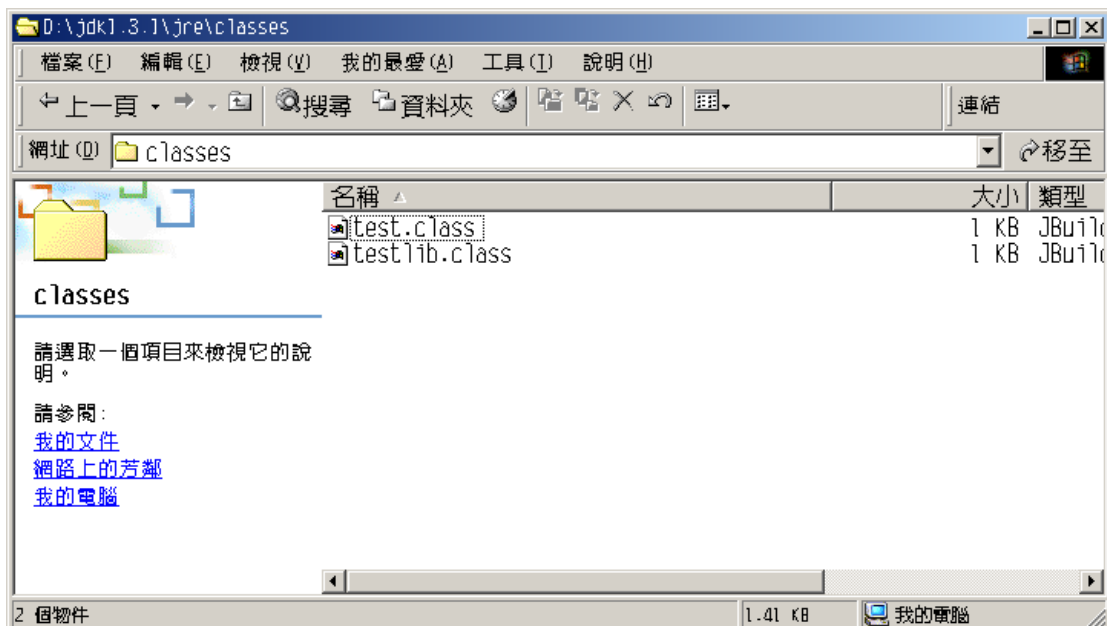 D:\jdk1.3.1\jre\classes
檔案(F) 編輯(E) 檢視(V) 我的最愛(A) 工具(T) 說明(H)
上一頁 搜尋 資料夾 連結
網址(D) classes 移至
名稱 大小 類型
test.class 1 KB JBuild
testlib.class 1 KB JBuild
classes
請選取一個項目來檢視它的說
明。
請參閱:
我的文件
網路上的芳鄰
我的電腦
2 個物件 1.41 KB 我的電腦